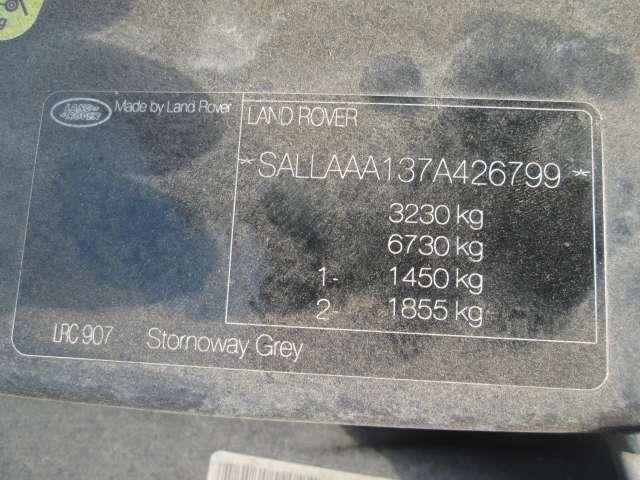 LAND-
ROVER
Made by Land Rover
LAND ROVER
*SALLAAA137A426799*
3230 kg
6730 kg
1- 1450 kg
2- 1855 kg
LRC 907 Stornoway Grey